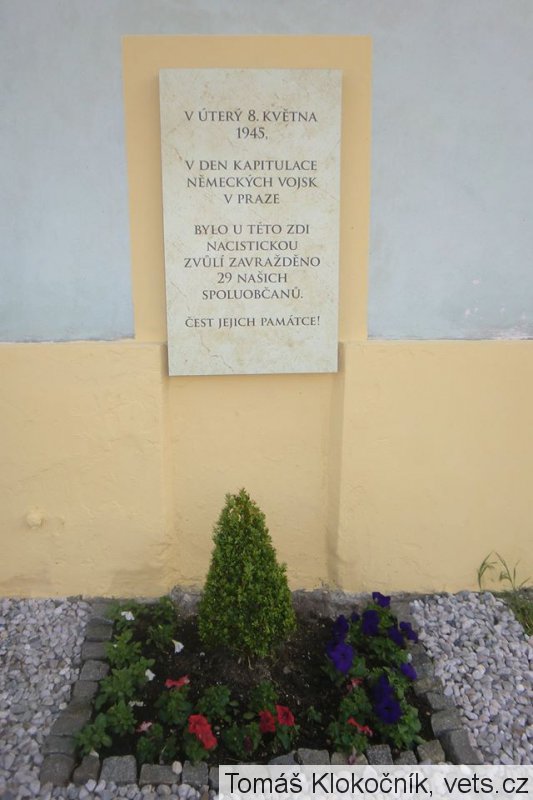 V ÚTERÝ 8. KVĚTNA
1945,
V DEN KAPITULACE
NĚMECKÝCH VOJSK
V PRAZE
BYLO U TÉTO ZDI
NACISTICKOU
ZVŮLÍ ZAVRAŽDĚNO
29 NAŠICH
SPOLUOBČANŮ.
ČEST JEJICH PAMÁTCE!
Tomáš Klokočník, vets.cz